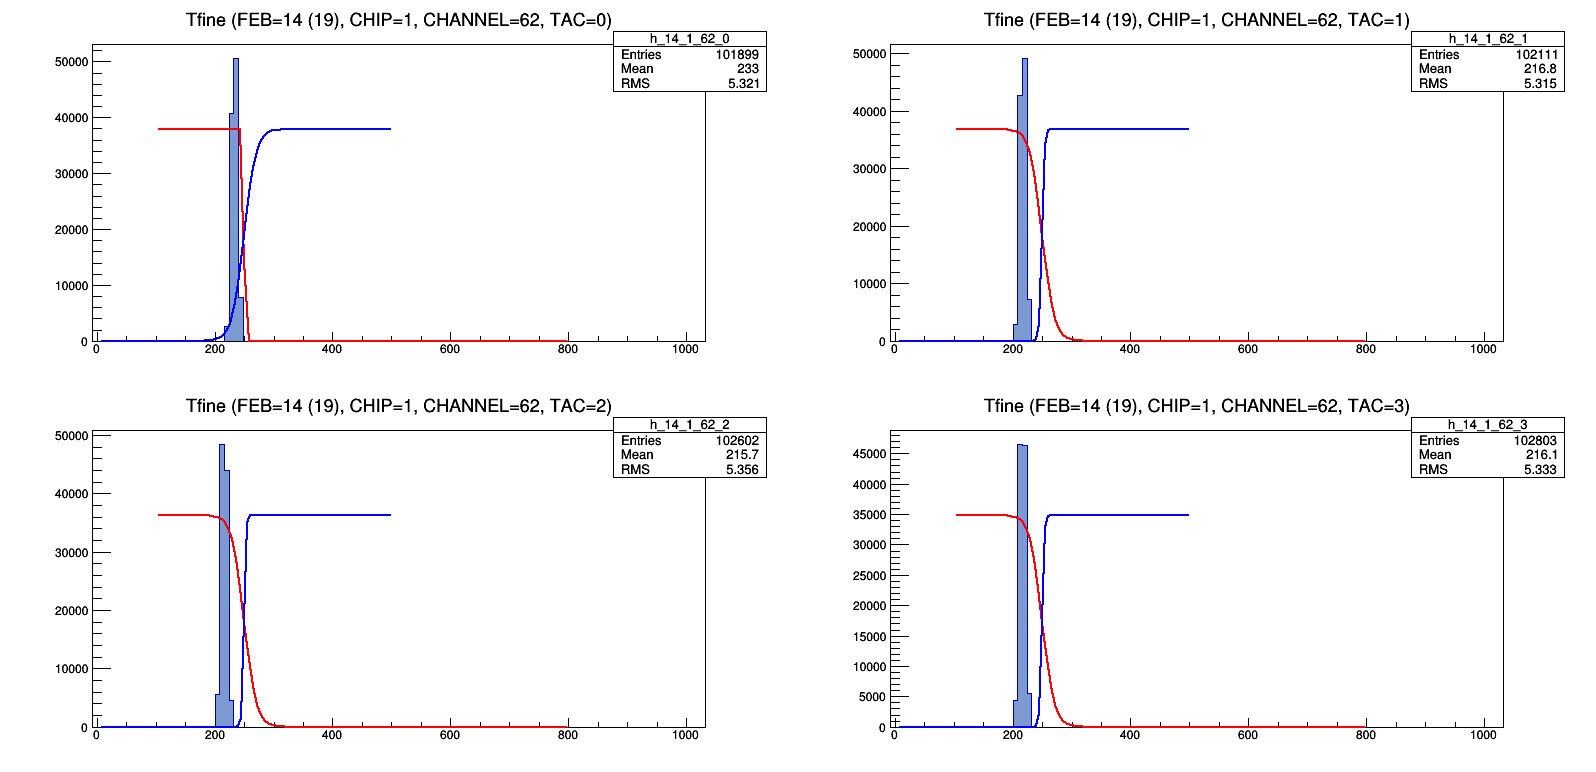 Tfine (FEB=14 (19), CHIP=1, CHANNEL=62, TAC=0)
h_14_1_62_0
Entries 101899
Mean 233
RMS 5.321
50000
40000
30000
20000
10000
0
0 200 400 600 800 1000
Tfine (FEB=14 (19), CHIP=1, CHANNEL=62, TAC=1)
h_14_1_62_1
Entries 102111
Mean 216.8
RMS 5.315
50000
40000
30000
20000
10000
0
0 200 400 600 800 1000
Tfine (FEB=14 (19), CHIP=1, CHANNEL=62, TAC=2)
h_14_1_62_2
Entries 102602
Mean 215.7
RMS 5.356
50000
40000
30000
20000
10000
0
0 200 400 600 800 1000
Tfine (FEB=14 (19), CHIP=1, CHANNEL=62, TAC=3)
h_14_1_62_3
Entries 102803
Mean 216.1
RMS 5.333
45000
40000
35000
30000
25000
20000
15000
10000
5000
0
0 200 400 600 800 1000